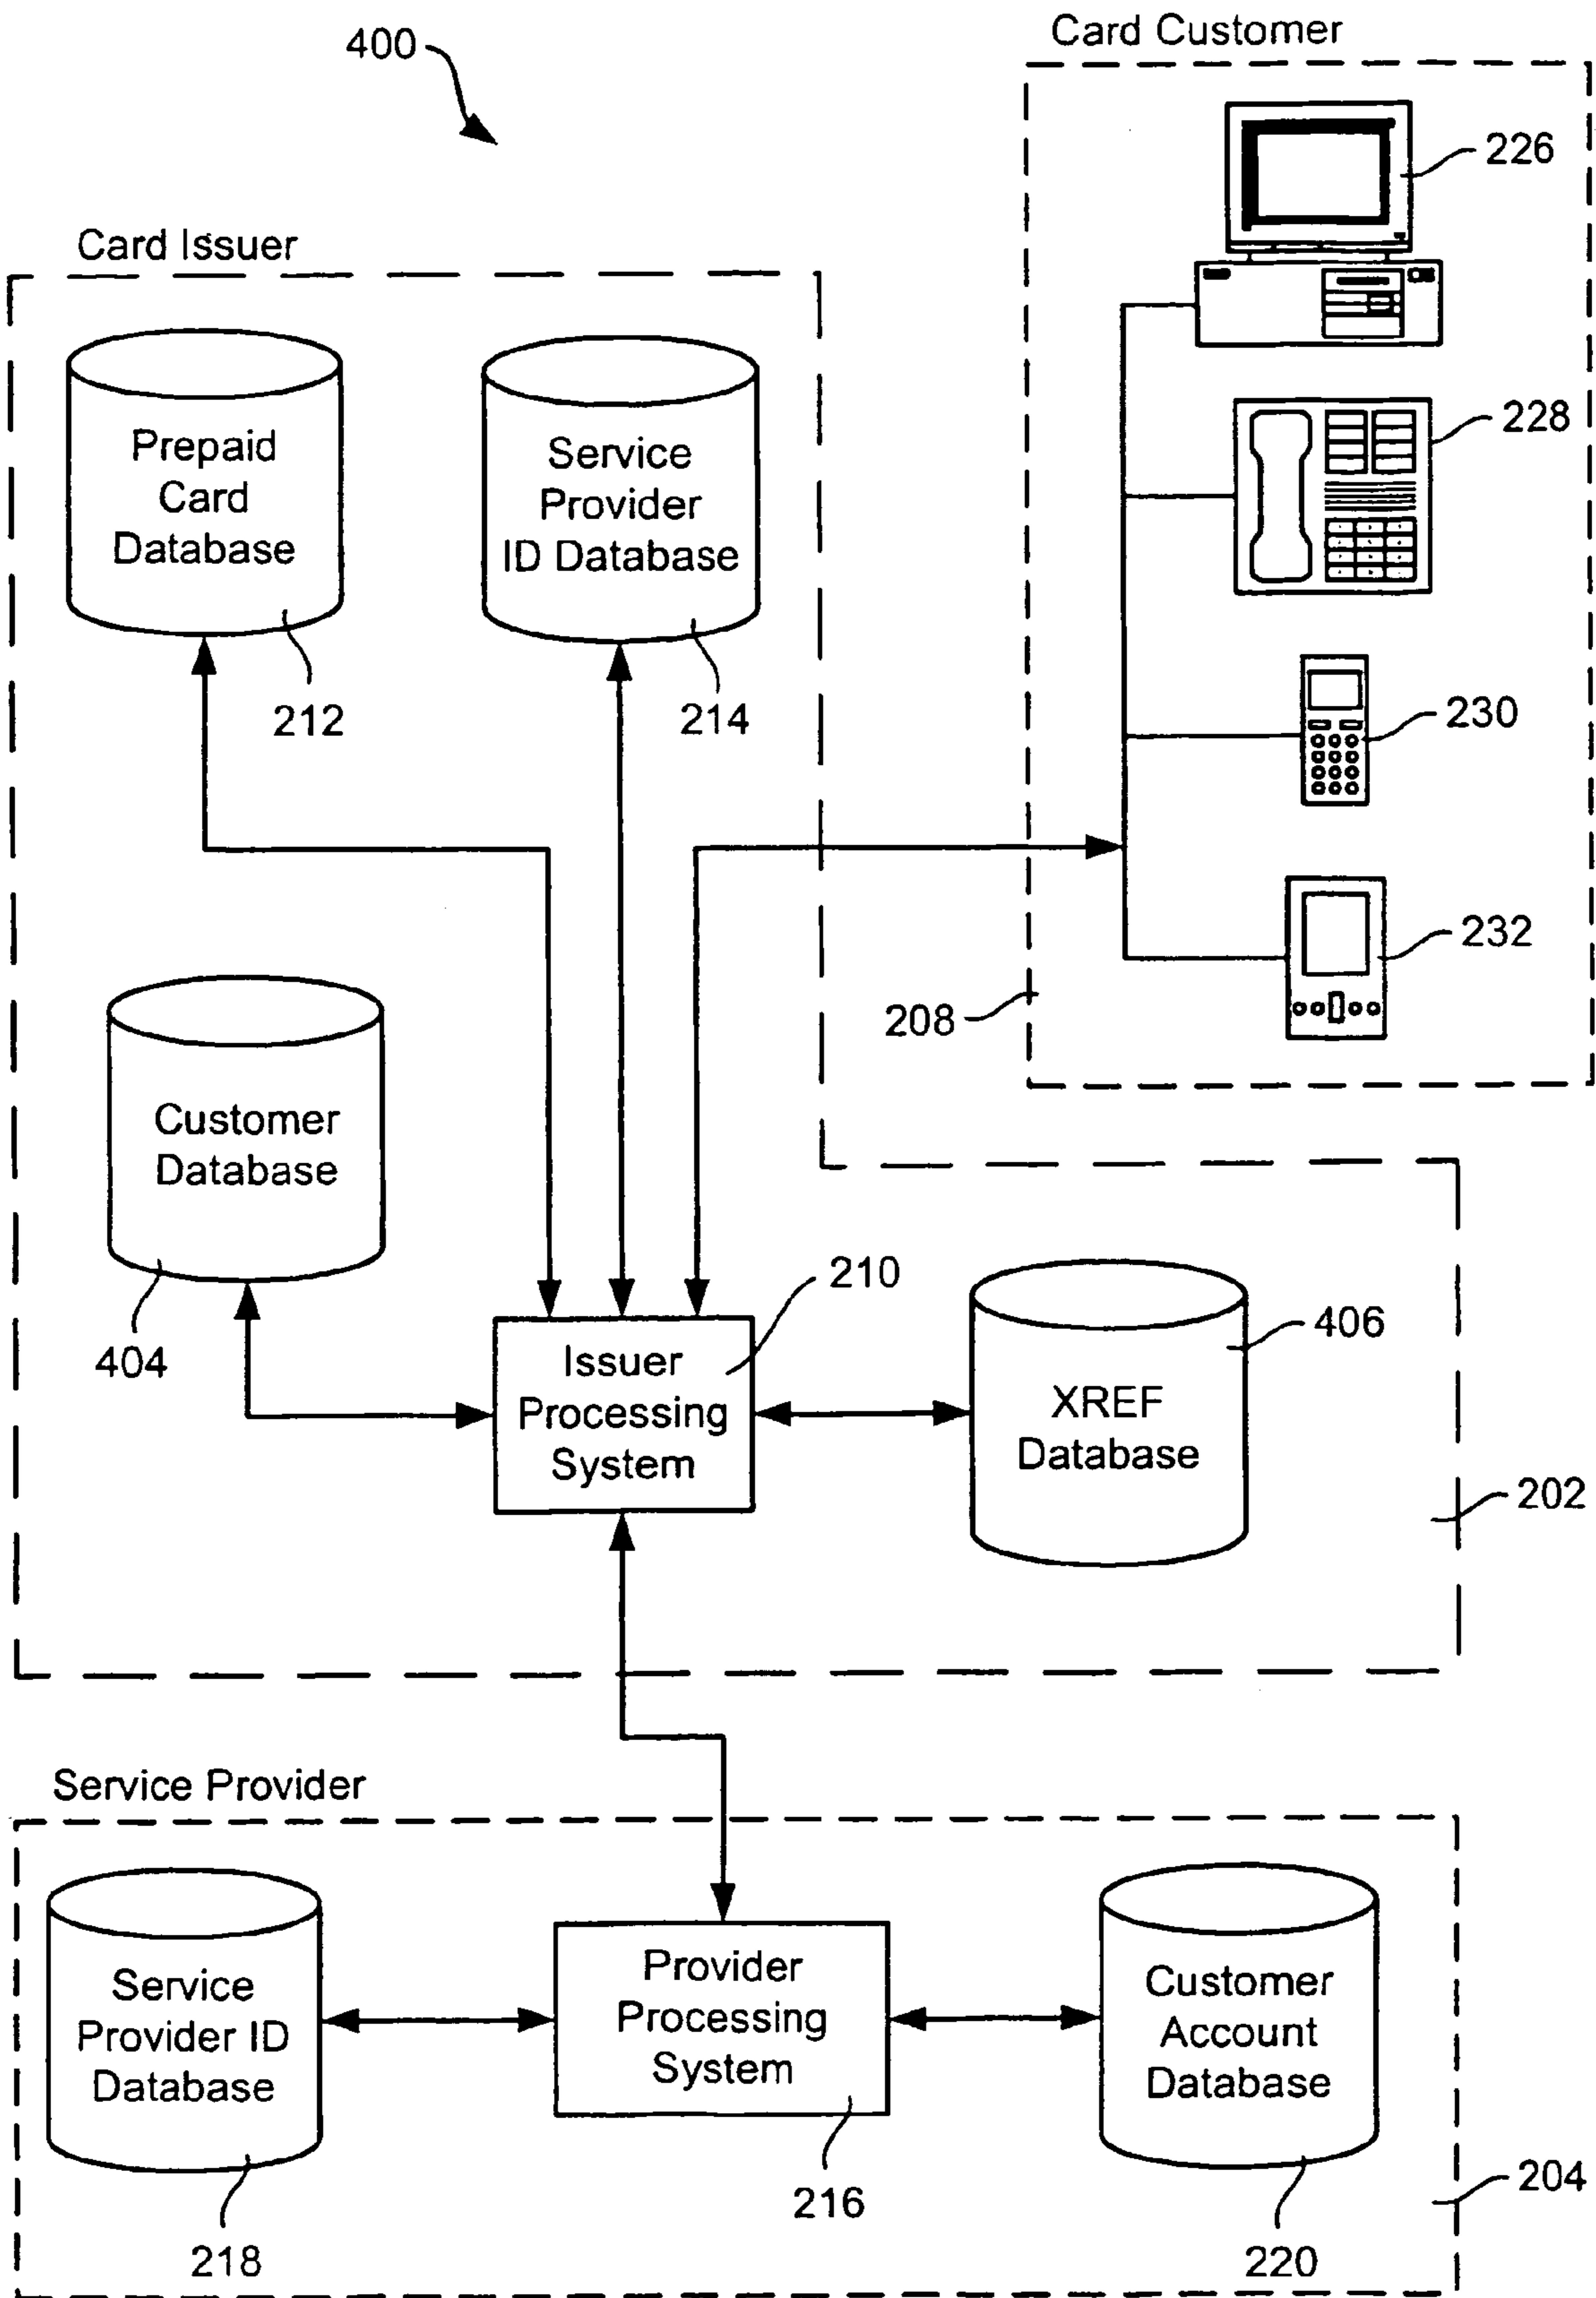 400
Card Customer
226
Card Issuer
228
Prepaid
Card
Database
Service
Provider
ID Database
212
214
230
232
208
Customer
Database
404
210
Issuer
Processing
System
406
XREF
Database
202
Service Provider
Service
Provider ID
Database
Provider
Processing
System
Customer
Account
Database
218
216
220
204